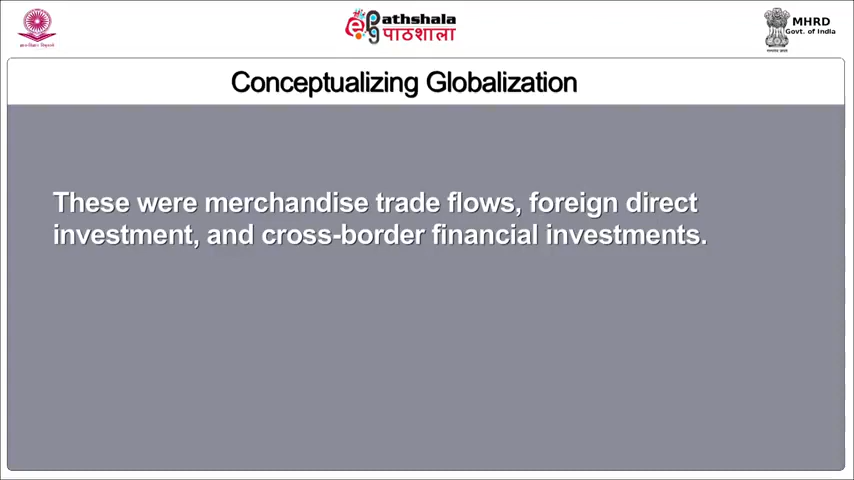 ePathshala
पाठशाला
MHRD
Govt. of India
Conceptualizing Globalization
These were merchandise trade flows, foreign direct
investment, and cross-border financial investments.